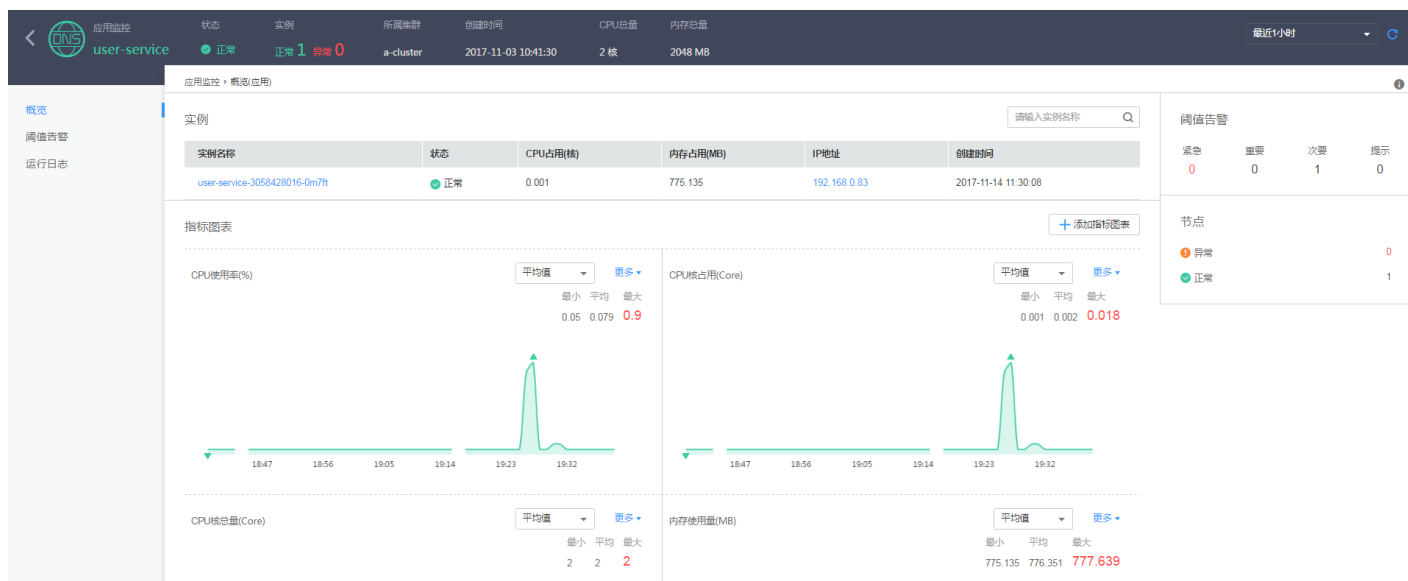 应用监控
user-service
状态 实例 所属集群 创建时间 CPU总量 内存总量
正常 正常 1 异常 0 a-cluster 2017-11-03 10:41:30 2 核 2048 MB
最近1小时
应用监控 › 概览(应用)
概览
阈值告警
运行日志
实例
请输入实例名称
实例名称 状态 CPU占用(核) 内存占用(MB) IP地址 创建时间
user-service-3058428016-0m7ft 正常 0.001 775.135 192.168.0.83 2017-11-14 11:30:08
指标图表
添加指标图表
CPU使用率(%) 平均值 更多
最小 平均 最大
0.05 0.079 0.9
18:47 18:56 19:05 19:14 19:23 19:32
CPU核占用(Core) 平均值 更多
最小 平均 最大
0.001 0.002 0.018
18:47 18:56 19:05 19:14 19:23 19:32
CPU核总量(Core) 平均值 更多
最小 平均 最大
2 2 2
内存使用量(MB) 平均值 更多
最小 平均 最大
775.135 776.351 777.639
阈值告警
紧急 重要 次要 提示
0 0 1 0
节点
异常 0
正常 1
DNS